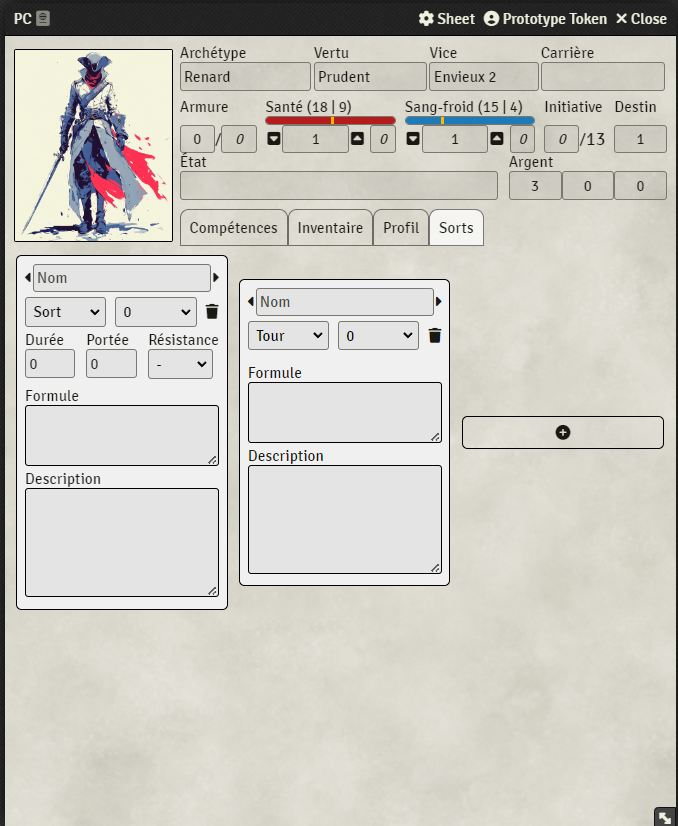 PC Sheet Prototype Token Close
Archétype Vertu Vice Carrière
Renard Prudent Envieux 2
Armure Santé (18 | 9) Sang-froid (15 | 4) Initiative Destin
0 / 0 1 0 1 0 0 /13 1
État Argent
3 0 0
Compétences Inventaire Profil Sorts
Nom
Sort 0
Durée Portée Résistance
0 0 -
Formule
Description
Nom
Tour 0
Formule
Description